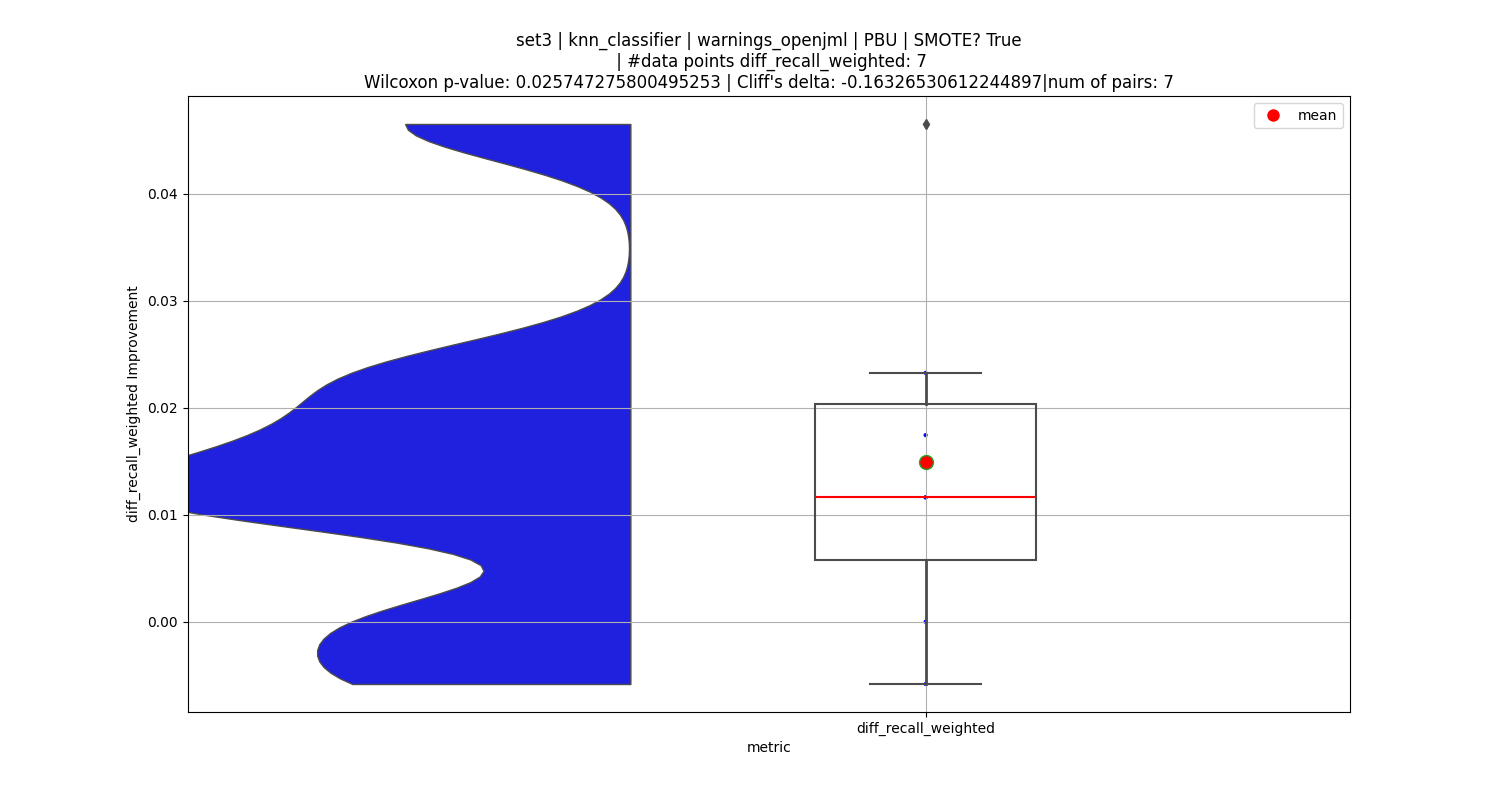 set3 | knn_classifier | warnings_openjml | PBU | SMOTE? True
| #data points diff_recall_weighted: 7
Wilcoxon p-value: 0.025747275800495253 | Cliff's delta: -0.16326530612244897|num of pairs: 7
mean
0.04
0.03
0.02
0.01
0.00
diff_recall_weighted Improvement
diff_recall_weighted
metric